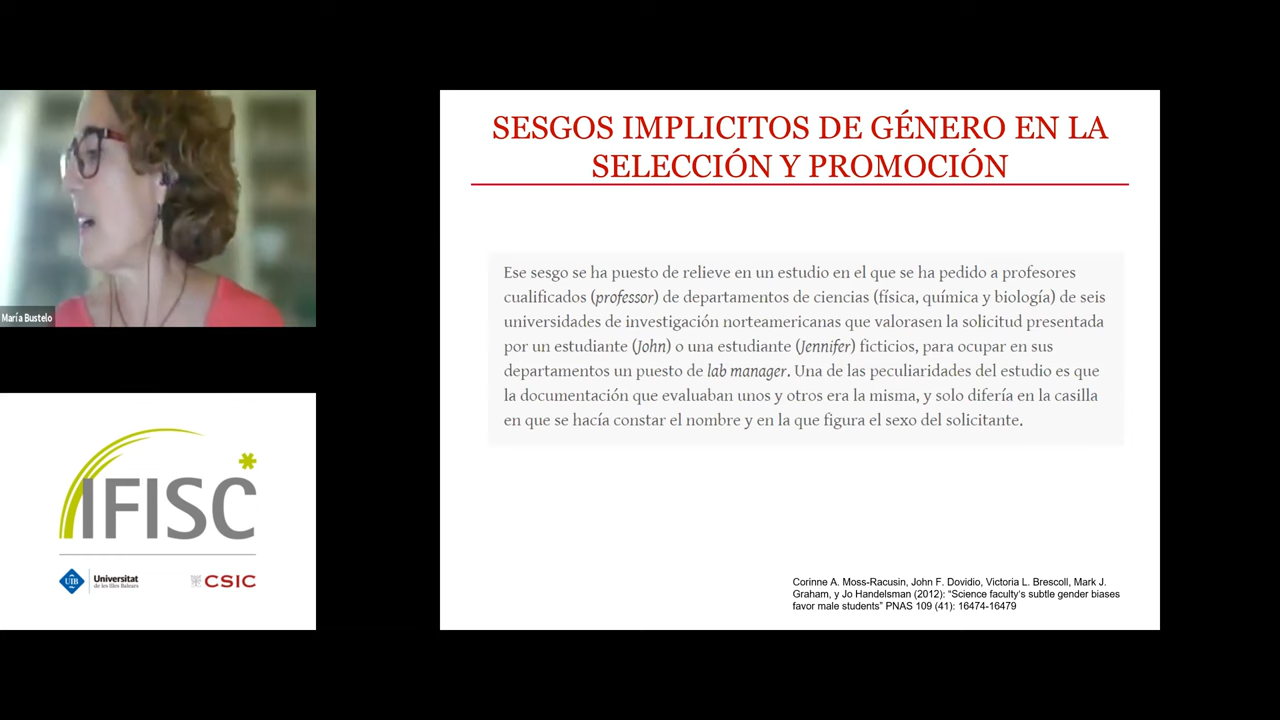 SESGOS IMPLICITOS DE GÉNERO EN LA
SELECCIÓN Y PROMOCIÓN
Ese sesgo se ha puesto de relieve en un estudio en el que se ha pedido a profesores
cualificados (professor) de departamentos de ciencias (física, química y biología) de seis
universidades de investigación norteamericanas que valorasen la solicitud presentada
por un estudiante (John) o una estudiante (Jennifer) ficticios, para ocupar en sus
departamentos un puesto de lab manager. Una de las peculiaridades del estudio es que
la documentación que evaluaban unos y otros era la misma, y solo difería en la casilla
en que se hacía constar el nombre y en la que figura el sexo del solicitante.
Corinne A. Moss-Racusin, John F. Dovidio, Victoria L. Brescoll, Mark J.
Graham, y Jo Handelsman (2012): “Science faculty's subtle gender biases
favor male students” PNAS 109 (41): 16474-16479
María Bustelo
IFISC
UIB
Universitat
de les Illes Balears
CSIC